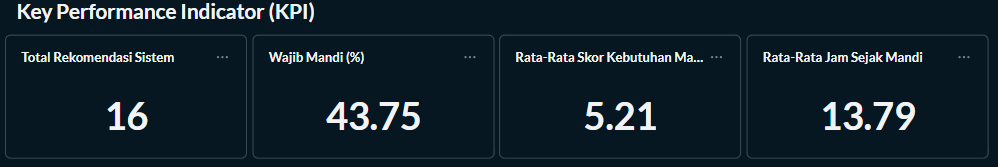 Key Performance Indicator (KPI)
Total Rekomendasi Sistem ...
16
Wajib Mandi (%) ...
43.75
Rata-Rata Skor Kebutuhan Ma... ...
5.21
Rata-Rata Jam Sejak Mandi ...
13.79